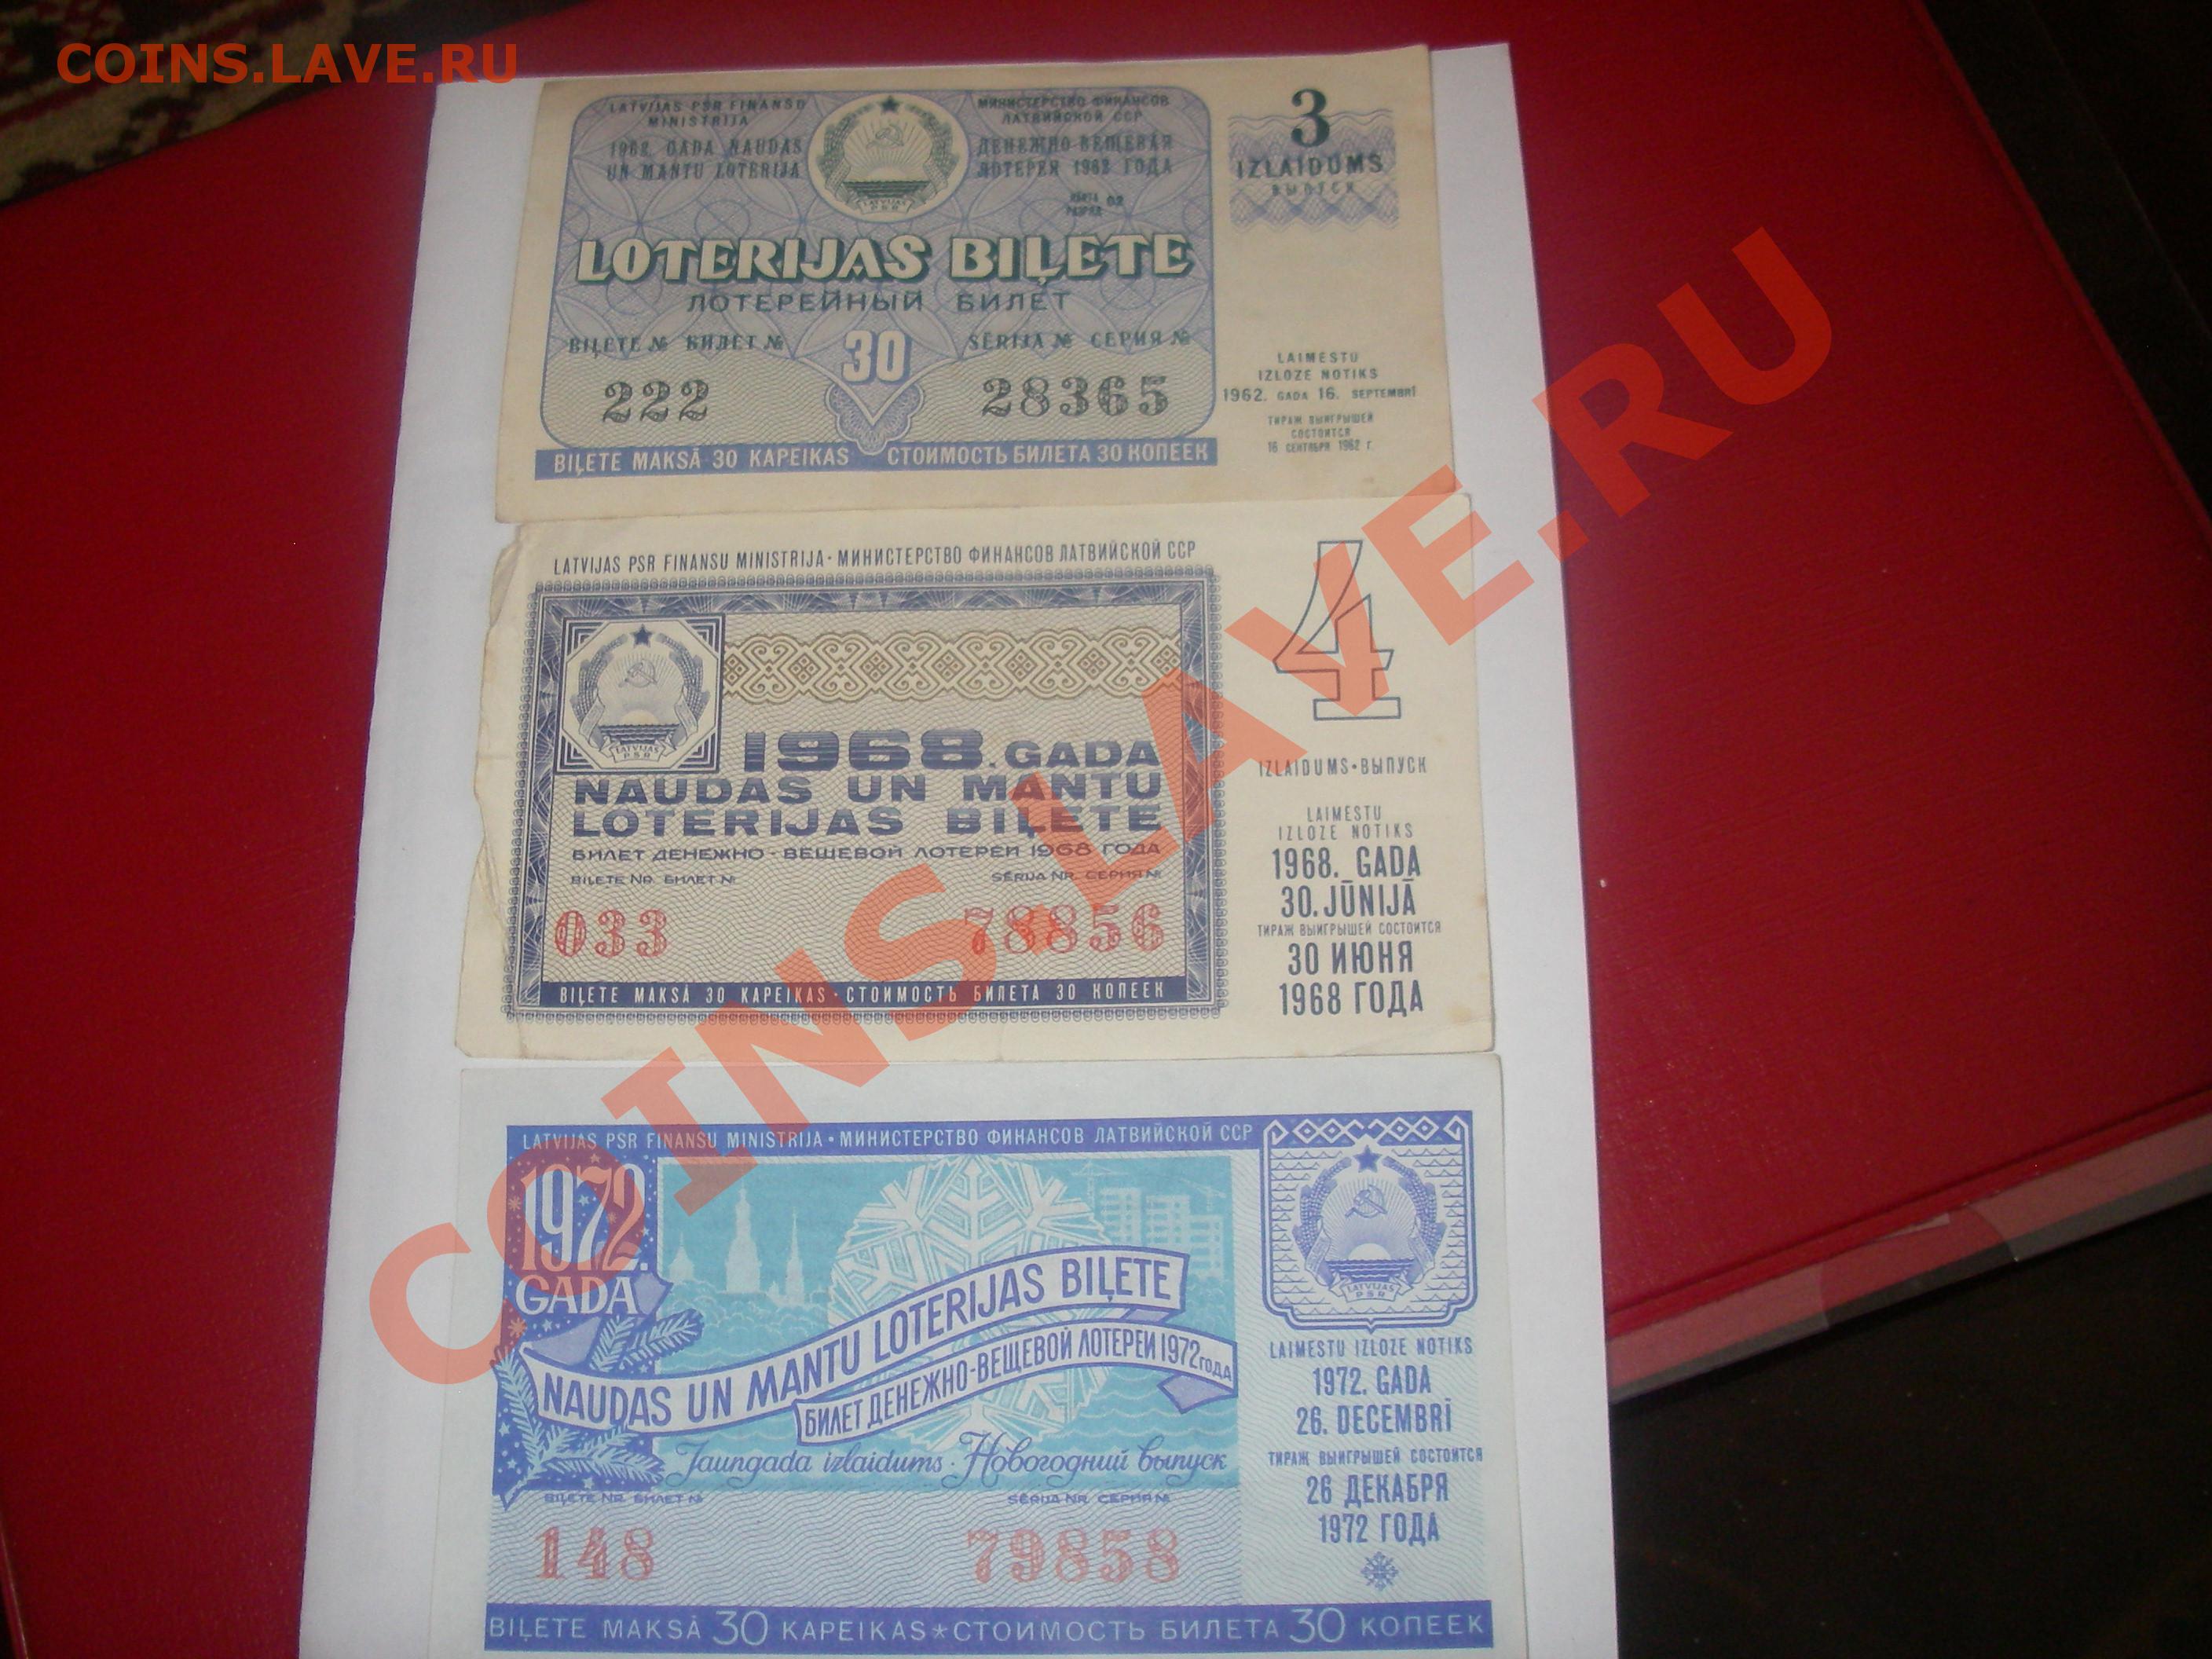 COINS.LAVE.RU
LATVIJAS PSR FINANSU
MINISTRIJA
1962. GADA NAUDAS
UN MANTU LOTERIJA
МИНИСТЕРСТВО ФИНАНСОВ
ЛАТВИЙСКОЙ ССР
ДЕНЕЖНО-ВЕЩЕВАЯ
ЛОТЕРЕЯ 1962 ГОДА
РАЗРЯД 02
LATVIJAS
PSR
3
IZLAIDUMS
ВЫПУСК
LOTERIJAS BIĻETE
ЛОТЕРЕЙНЫЙ БИЛЕТ
BIĻETE № БИЛЕТ №
30
SĒRIJA № СЕРИЯ №
222
28365
LAIMESTU
IZLOZE NOTIKS
1962. GADA 16. SEPTEMBRĪ
ТИРАЖ ВЫИГРЫШЕЙ
СОСТОИТСЯ
16 СЕНТЯБРЯ 1962 г.
BIĻETE MAKSĀ 30 KAPEIKAS СТОИМОСТЬ БИЛЕТА 30 КОПЕЕК
LATVIJAS PSR FINANSU MINISTRIJA · МИНИСТЕРСТВО ФИНАНСОВ ЛАТВИЙСКОЙ ССР
LATVIJAS
PSR
1968. GADA
NAUDAS UN MANTU
LOTERIJAS BIĻETE
БИЛЕТ ДЕНЕЖНО-ВЕЩЕВОЙ ЛОТЕРЕИ 1968 ГОДА
BIĻETE NR. БИЛЕТ № SĒRIJA NR. СЕРИЯ №
033 78856
BIĻETE MAKSĀ 30 KAPEIKAS · СТОИМОСТЬ БИЛЕТА 30 КОПЕЕК
4
IZLAIDUMS · ВЫПУСК
LAIMESTU
IZLOZE NOTIKS
1968. GADA
30. JŪNIJĀ
ТИРАЖ ВЫИГРЫШЕЙ СОСТОИТСЯ
30 ИЮНЯ
1968 ГОДА
LATVIJAS PSR FINANSU MINISTRIJA · МИНИСТЕРСТВО ФИНАНСОВ ЛАТВИЙСКОЙ ССР
1972.
GADA
NAUDAS UN MANTU LOTERIJAS BIĻETE
БИЛЕТ ДЕНЕЖНО-ВЕЩЕВОЙ ЛОТЕРЕИ 1972 ГОДА
Jaungada izlaidums · Новогодний выпуск
BIĻETE NR. БИЛЕТ № SĒRIJA NR. СЕРИЯ №
148 79858
LATVIJAS
PSR
LAIMESTU IZLOZE NOTIKS
1972. GADA
26. DECEMBRĪ
ТИРАЖ ВЫИГРЫШЕЙ СОСТОИТСЯ
26 ДЕКАБРЯ
1972 ГОДА
BIĻETE MAKSĀ 30 KAPEIKAS * СТОИМОСТЬ БИЛЕТА 30 КОПЕЕК
COINS.LAVE.RU